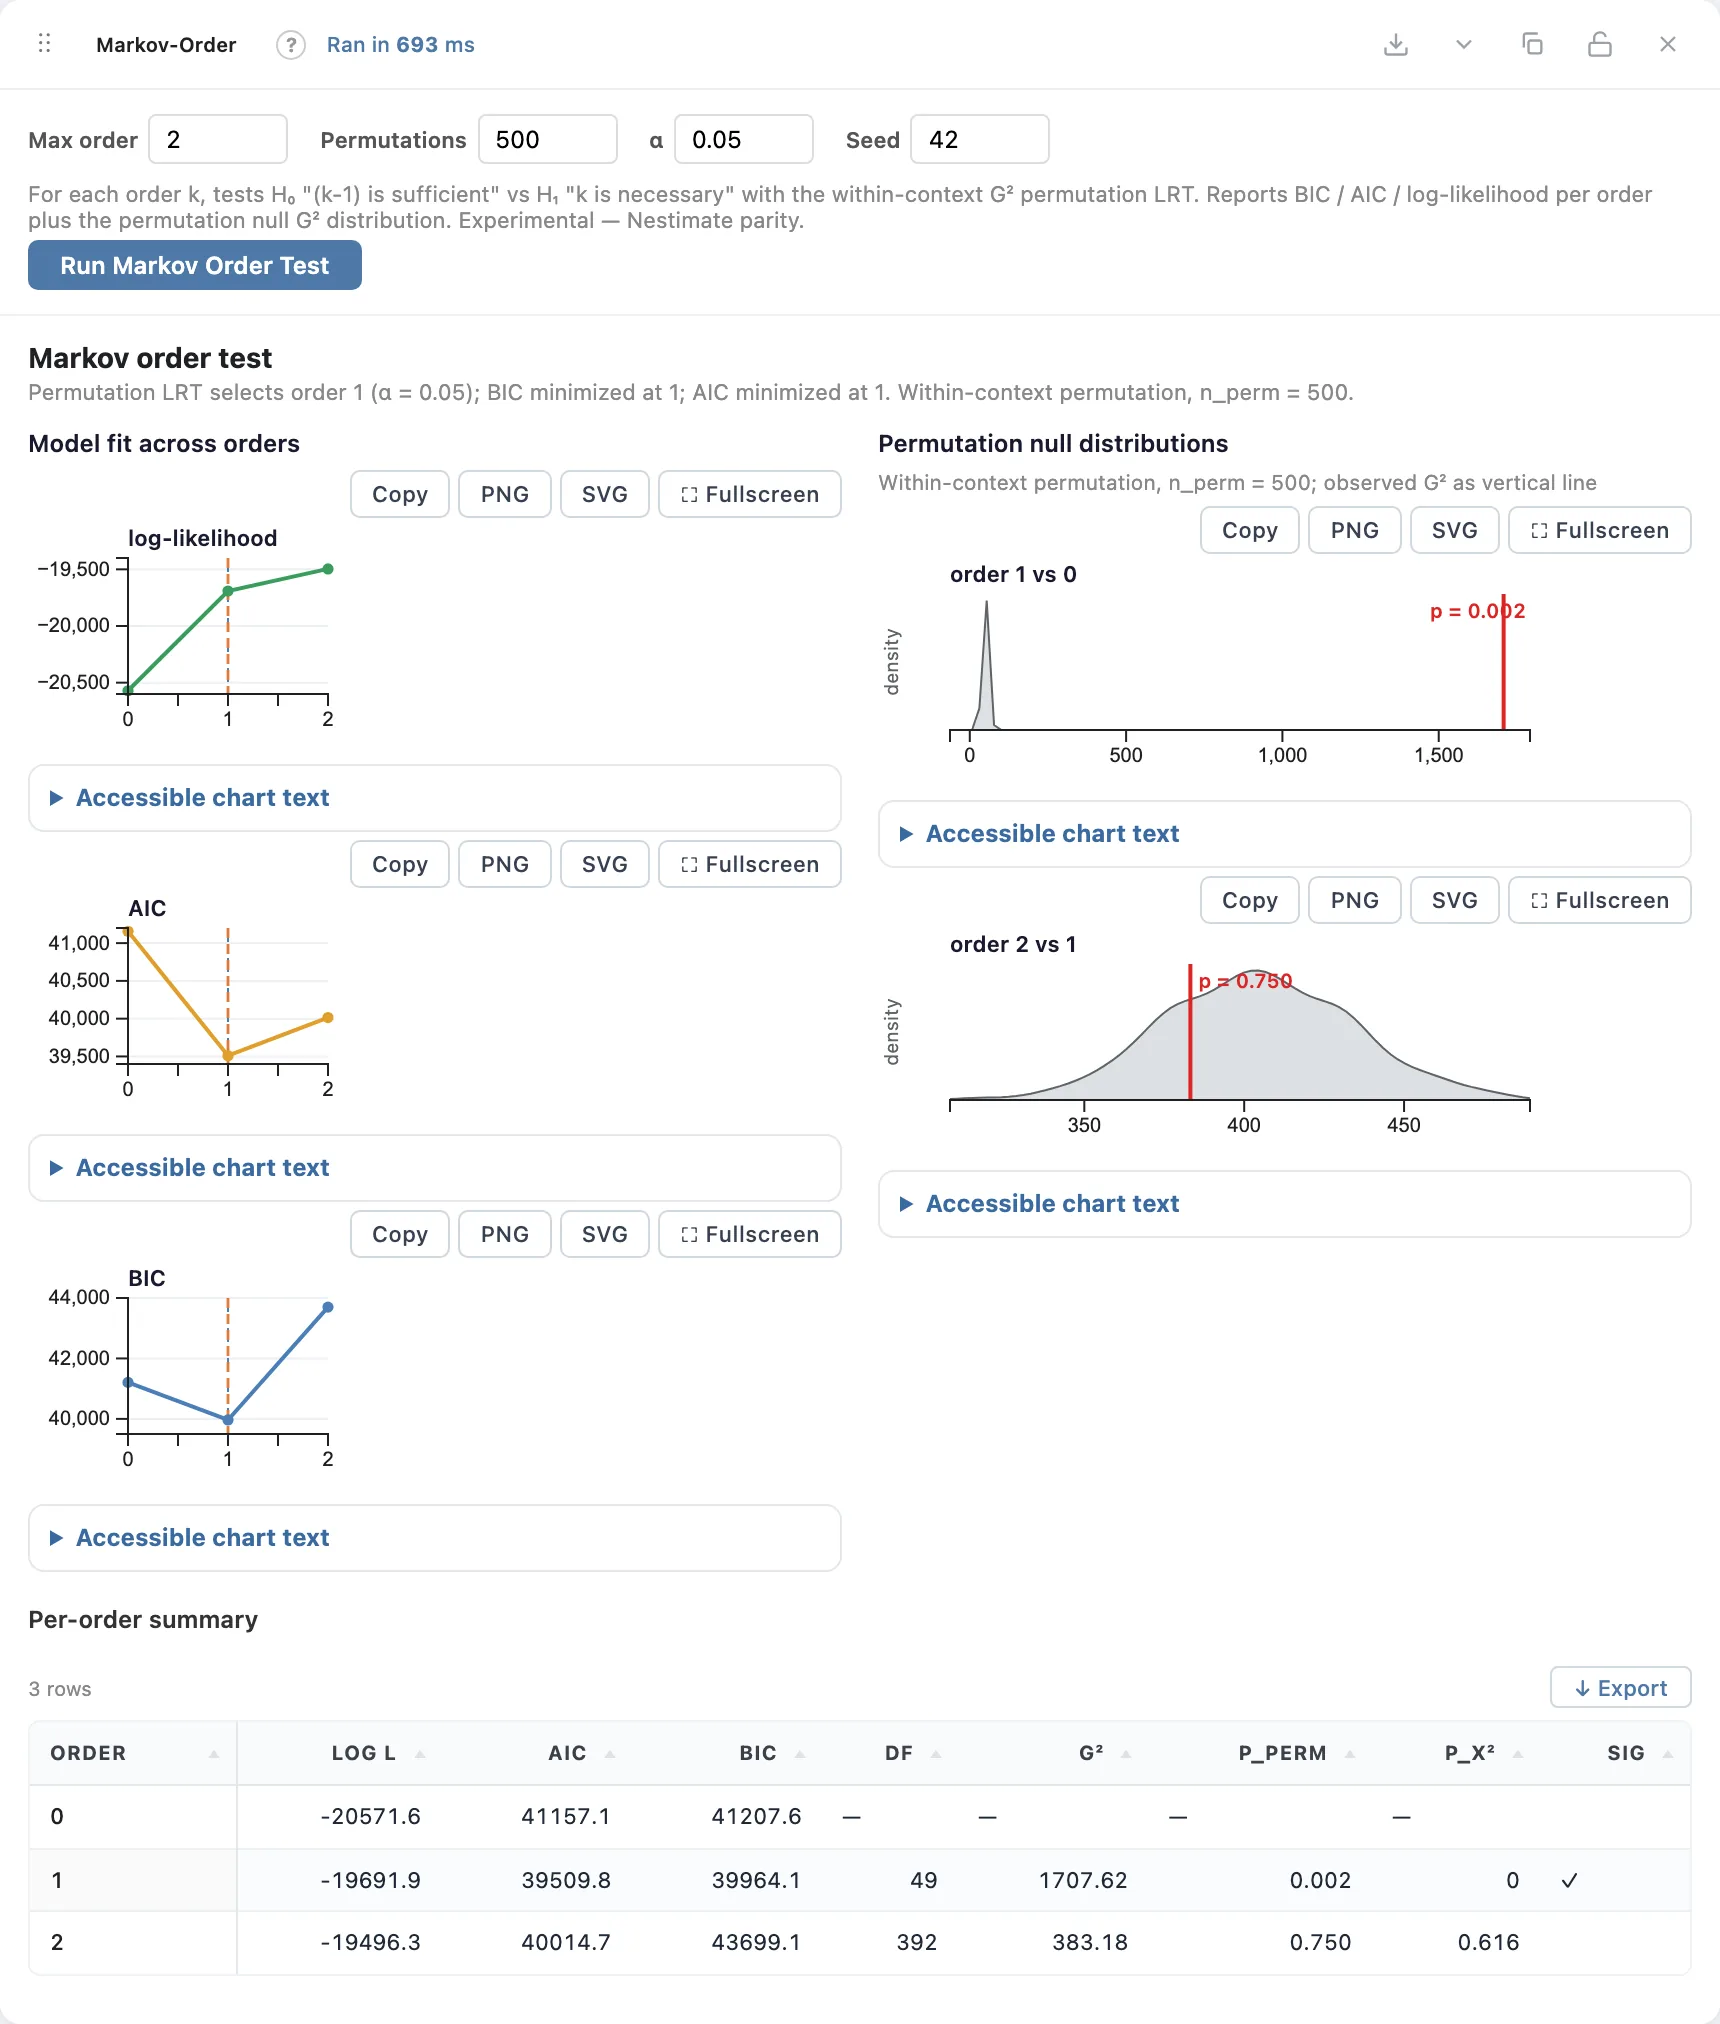 Markov-Order ? Ran in 693 ms
Max order 2 Permutations 500 α 0.05 Seed 42
For each order k, tests H₀ "(k-1) is sufficient" vs H₁ "k is necessary" with the within-context G² permutation LRT. Reports BIC / AIC / log-likelihood per order
plus the permutation null G² distribution. Experimental — Nestimate parity.
Run Markov Order Test
Markov order test
Permutation LRT selects order 1 (α = 0.05); BIC minimized at 1; AIC minimized at 1. Within-context permutation, n_perm = 500.
Model fit across orders
Copy PNG SVG Fullscreen
log-likelihood
−19,500
−20,000
−20,500
0 1 2
Accessible chart text
Copy PNG SVG Fullscreen
AIC
41,000
40,500
40,000
39,500
0 1 2
Accessible chart text
Copy PNG SVG Fullscreen
BIC
44,000
42,000
40,000
0 1 2
Accessible chart text
Permutation null distributions
Within-context permutation, n_perm = 500; observed G² as vertical line
Copy PNG SVG Fullscreen
order 1 vs 0
p = 0.002
density
0 500 1,000 1,500
Accessible chart text
Copy PNG SVG Fullscreen
order 2 vs 1
p = 0.750
density
350 400 450
Accessible chart text
Per-order summary
3 rows
Export
ORDER LOG L AIC BIC DF G² P_PERM P_X² SIG
0 -20571.6 41157.1 41207.6 — — — —
1 -19691.9 39509.8 39964.1 49 1707.62 0.002 0 ✓
2 -19496.3 40014.7 43699.1 392 383.18 0.750 0.616